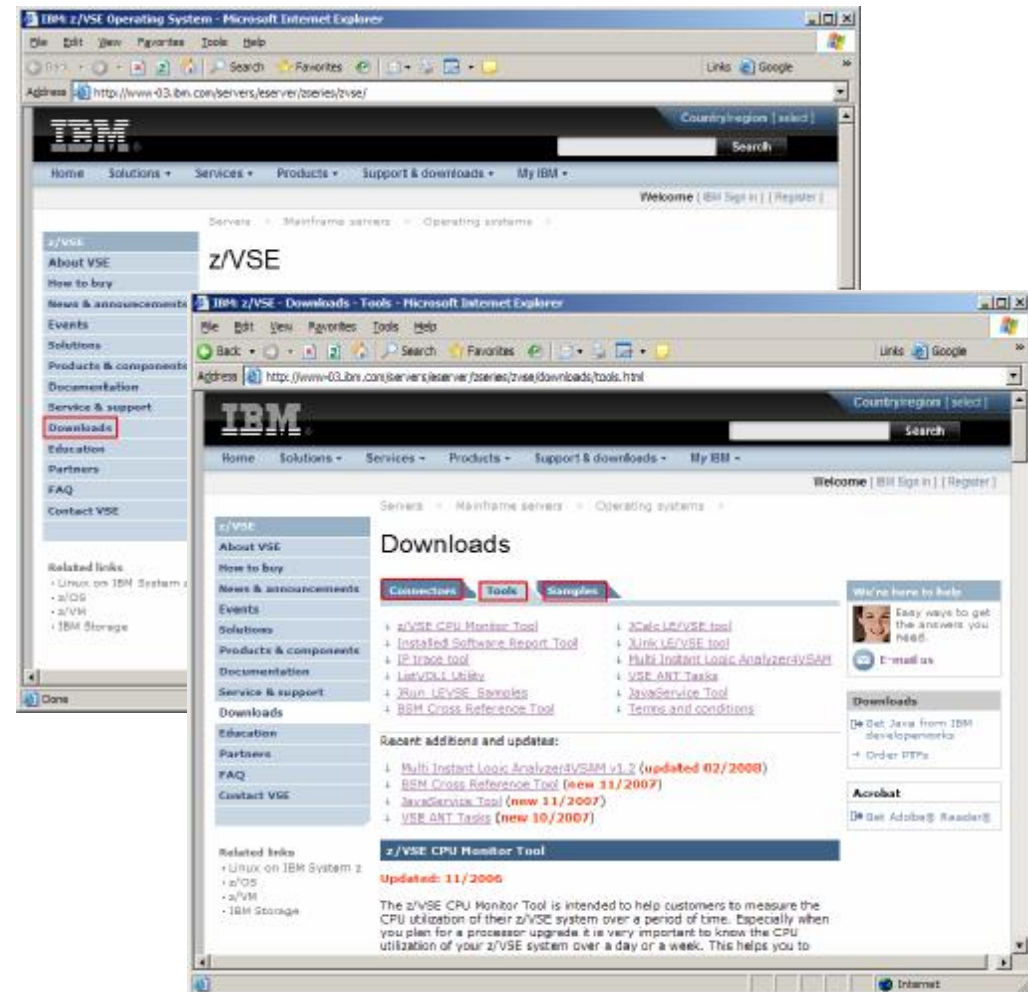 IBM: z/VSE Operating System - Microsoft Internet Explorer
File Edit View Favorites Tools Help
Back Search Favorites Links Google
Address http://www-03.ibm.com/servers/eserver/zseries/zvse/
Country/region [ select ]
IBM
Search
Home Solutions Services Products Support & downloads My IBM
Welcome [ IBM Sign in ] [ Register ]
Servers > Mainframe servers > Operating systems >
z/VSE
About VSE
How to buy
News & announcements
Events
Solutions
Products & components
Documentation
Service & support
Downloads
Education
Partners
FAQ
Contact VSE
Related links
· Linux on IBM System z
· z/OS
· z/VM
· IBM Storage
z/VSE
Done
IBM: z/VSE - Downloads - Tools - Microsoft Internet Explorer
File Edit View Favorites Tools Help
Back Search Favorites Links Google
Address http://www-03.ibm.com/servers/eserver/zseries/zvse/downloads/tools.html
Country/region [ select ]
IBM
Search
Home Solutions Services Products Support & downloads My IBM
Welcome [ IBM Sign in ] [ Register ]
Servers > Mainframe servers > Operating systems >
z/VSE
About VSE
How to buy
News & announcements
Events
Solutions
Products & components
Documentation
Service & support
Downloads
Education
Partners
FAQ
Contact VSE
Related links
· Linux on IBM System z
· z/OS
· z/VM
· IBM Storage
Downloads
Connectors Tools Samples
z/VSE CPU Monitor Tool
Installed Software Report Tool
IP trace tool
ListVOL1 Utility
JRun LEVSE Samples
BSM Cross Reference Tool
JCalc LE/VSE tool
JLink LE/VSE tool
Multi Instant Logic Analyzer4VSAM
VSE ANT Tasks
JavaService Tool
Terms and conditions
Recent additions and updates:
Multi Instant Logic Analyzer4VSAM v1.2 (updated 02/2008)
BSM Cross Reference Tool (new 11/2007)
JavaService Tool (new 11/2007)
VSE ANT Tasks (new 10/2007)
z/VSE CPU Monitor Tool
Updated: 11/2006
The z/VSE CPU Monitor Tool is intended to help customers to measure the
CPU utilization of their z/VSE system over a period of time. Especially when
you plan for a processor upgrade it is very important to know the CPU
utilization of your z/VSE system over a day or a week. This helps you to
We're here to help
Easy ways to get
the answers you
need.
E-mail us
Downloads
Get Java from IBM
developerworks
Order PTFs
Acrobat
Get Adobe® Reader®
Internet